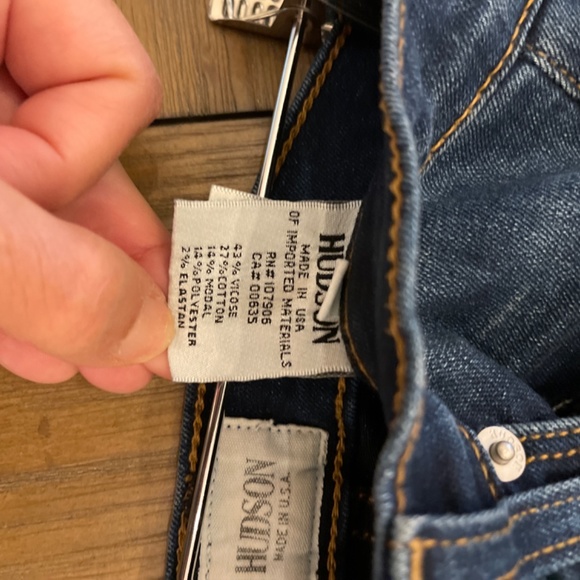 HUDSON
MADE IN USA
OF IMPORTED MATERIALS
RN# 107906
CA# 00635
43% VICOSE
27% COTTON
14% MODAL
14% POLYESTER
2% ELASTAN
HUDSON
MADE IN U.S.A.